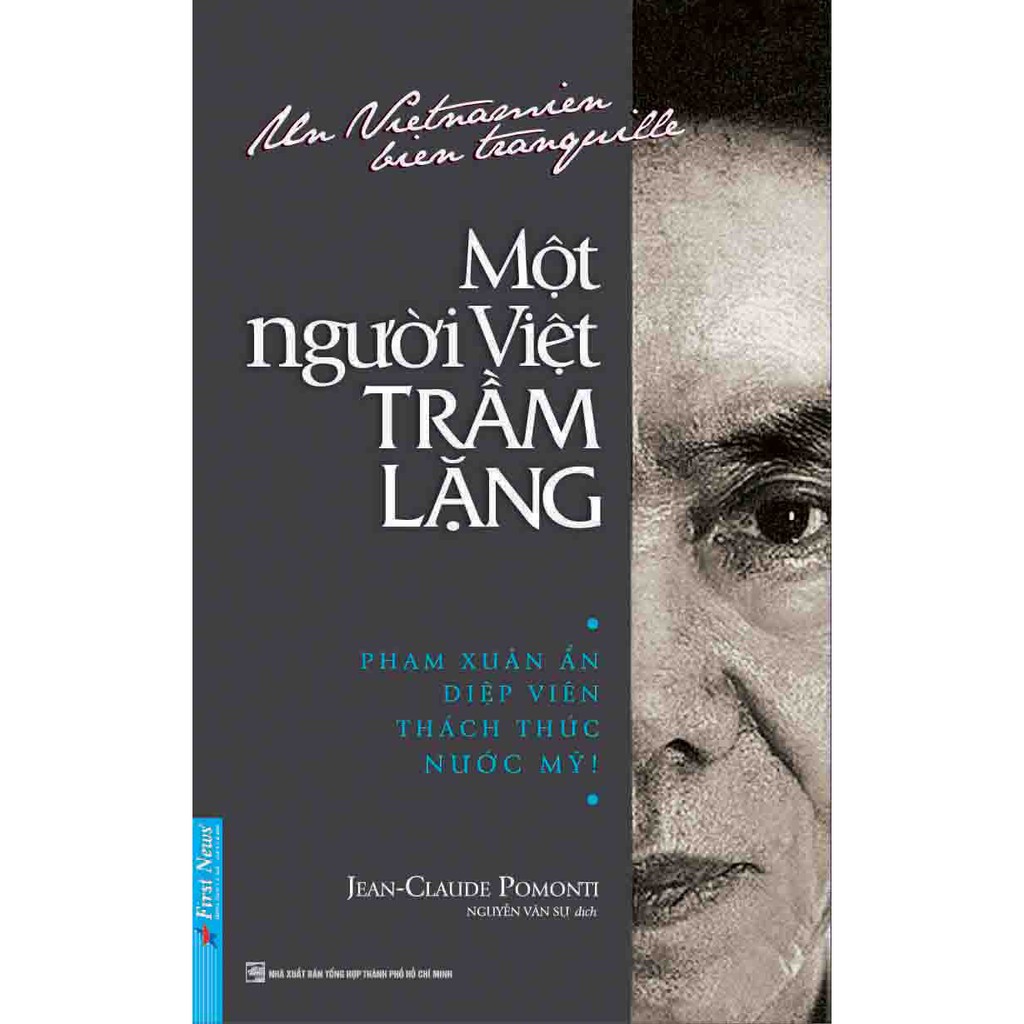 Un Vietnamien
bien tranquille
Một
người Việt
TRẦM
LẶNG
PHẠM XUÂN ẨN
ĐIỆP VIÊN
THÁCH THỨC
NƯỚC MỸ!
JEAN-CLAUDE POMONTI
NGUYỄN VĂN SỰ dịch
First News
NHÀ XUẤT BẢN TỔNG HỢP THÀNH PHỐ HỒ CHÍ MINH